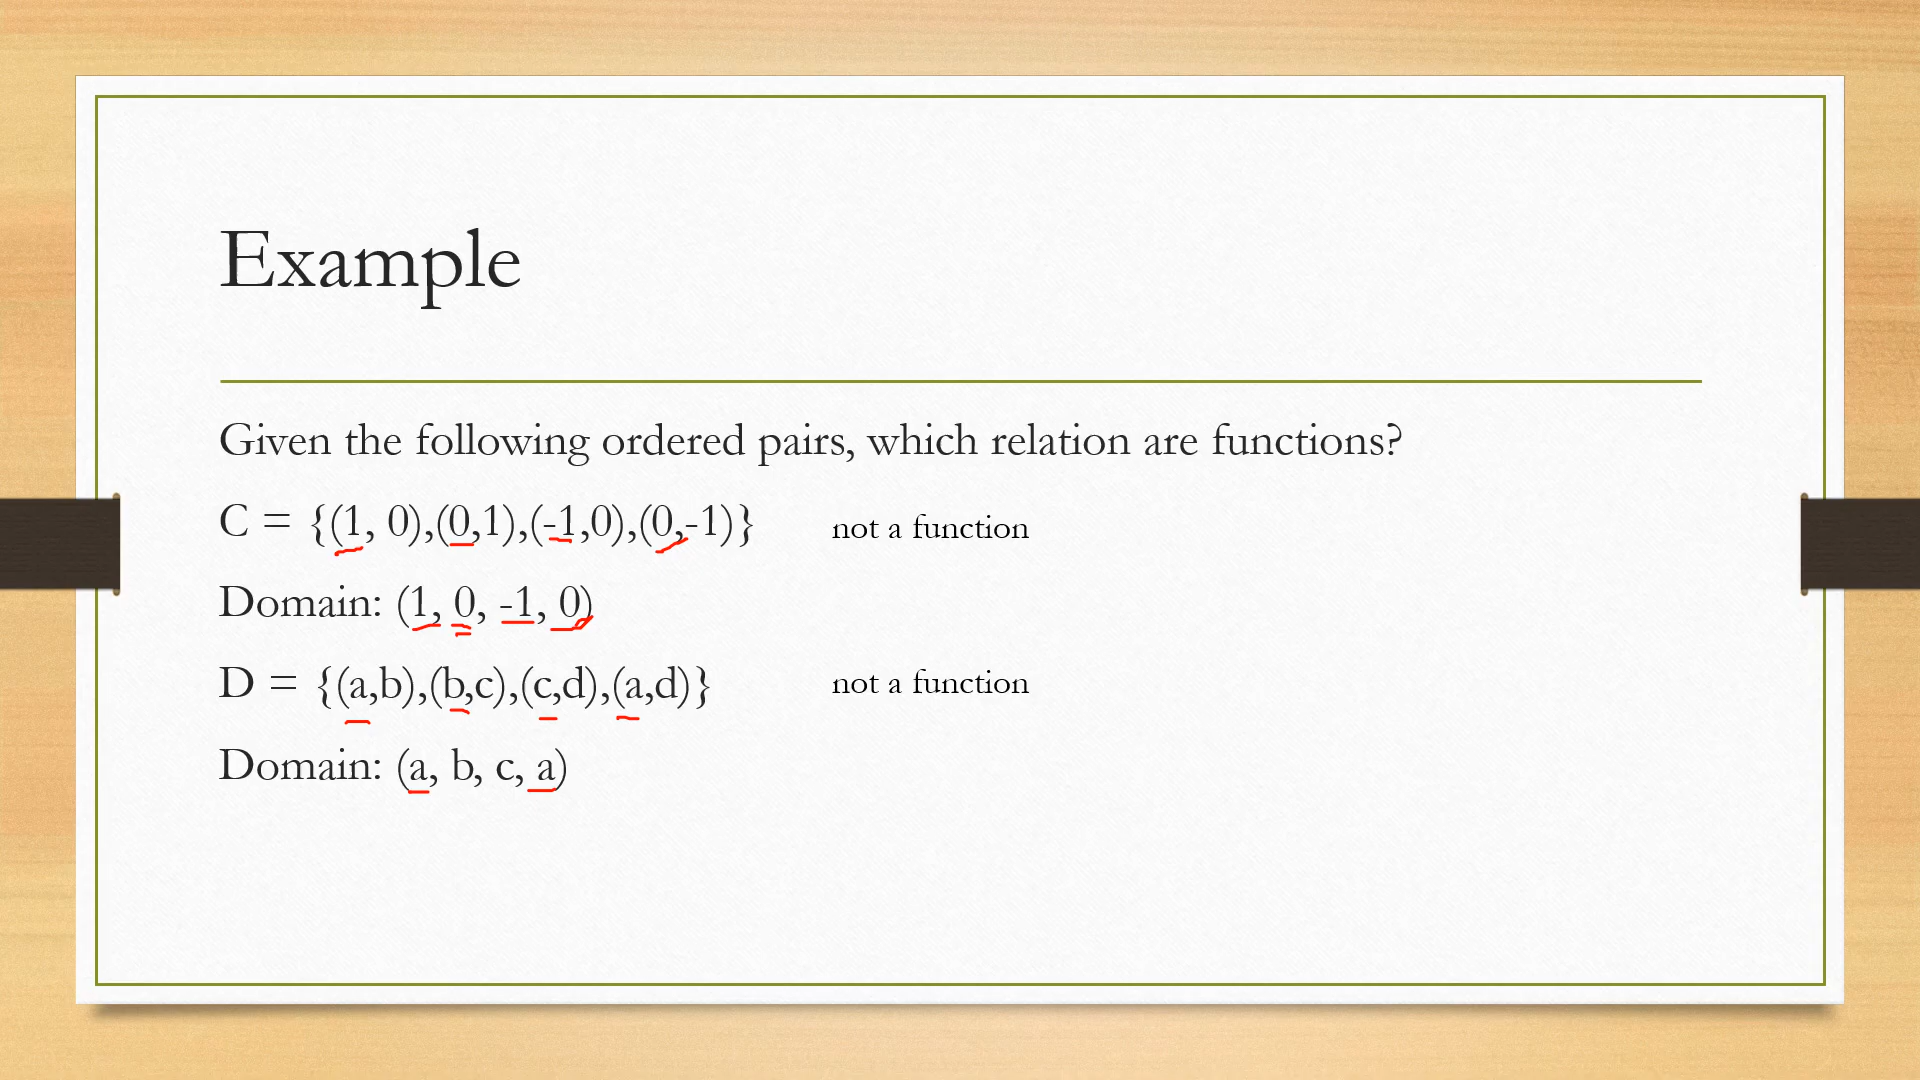 Example
Given the following ordered pairs, which relation are functions?
C = {(1, 0),(0,1),(-1,0),(0,-1)} not a function
Domain: (1, 0, -1, 0)
D = {(a,b),(b,c),(c,d),(a,d)} not a function
Domain: (a, b, c, a)